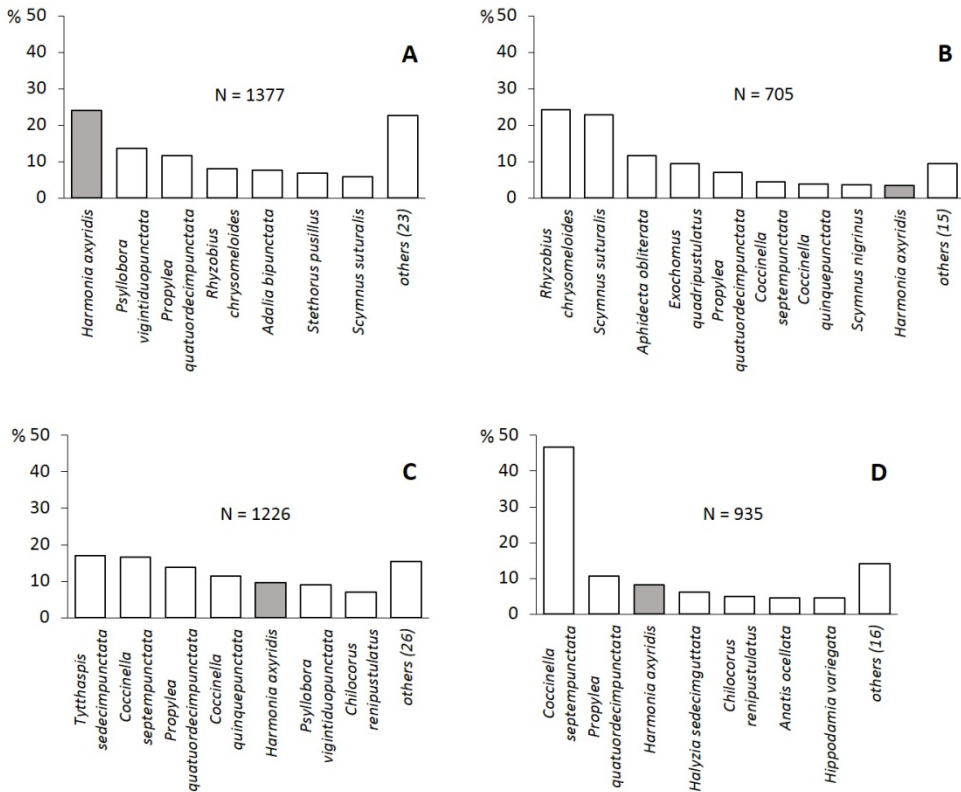 % 50
40
30
20
10
0
A
N = 1377
Harmonia axyridis
Psyllobora
vigintiduopunctata
Propylea
quatuordecimpunctata
Rhyzobius
chrysomeloides
Adalia bipunctata
Stethorus pusillus
Scymnus suturalis
others (23)
% 50
40
30
20
10
0
B
N = 705
Rhyzobius
chrysomeloides
Scymnus suturalis
Aphidecta obliterata
Exochomus
quadripustulatus
Propylea
quatuordecimpunctata
Coccinella
septempunctata
Coccinella
quinquepunctata
Scymnus nigrinus
Harmonia axyridis
others (15)
% 50
40
30
20
10
0
C
N = 1226
Tytthaspis
sedecimpunctata
Coccinella
septempunctata
Propylea
quatuordecimpunctata
Coccinella
quinquepunctata
Harmonia axyridis
Psyllobora
vigintiduopunctata
Chilocorus
renipustulatus
others (26)
% 50
40
30
20
10
0
D
N = 935
Coccinella
septempunctata
Propylea
quatuordecimpunctata
Harmonia axyridis
Halyzia sedecimguttata
Chilocorus
renipustulatus
Anatis ocellata
Hippodamia variegata
others (16)